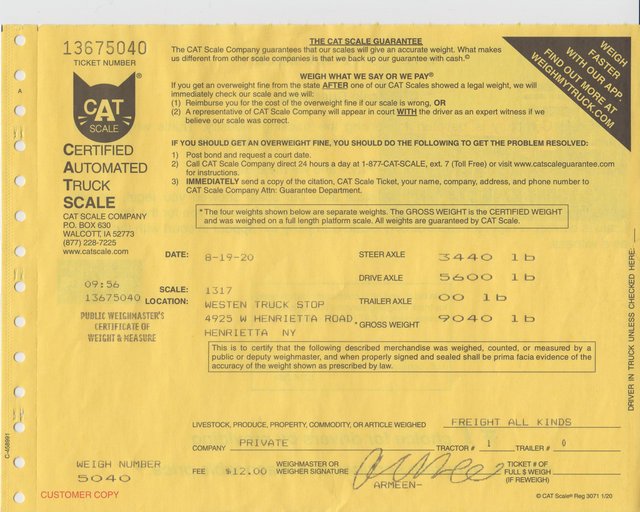 13675040
TICKET NUMBER
CAT
SCALE
®
CERTIFIED
AUTOMATED
TRUCK
SCALE
CAT SCALE COMPANY
P.O. BOX 630
WALCOTT, IA 52773
(877) 228-7225
www.catscale.com
THE CAT SCALE GUARANTEE
The CAT Scale Company guarantees that our scales will give an accurate weight. What makes
us different from other scale companies is that we back up our guarantee with cash.©
WEIGH WHAT WE SAY OR WE PAY®
If you get an overweight fine from the state AFTER one of our CAT Scales showed a legal weight, we will
immediately check our scale and we will:
(1) Reimburse you for the cost of the overweight fine if our scale is wrong, OR
(2) A representative of CAT Scale Company will appear in court WITH the driver as an expert witness if we
believe our scale was correct.
IF YOU SHOULD GET AN OVERWEIGHT FINE, YOU SHOULD DO THE FOLLOWING TO GET THE PROBLEM RESOLVED:
1) Post bond and request a court date.
2) Call CAT Scale Company direct 24 hours a day at 1-877-CAT-SCALE, ext. 7 (Toll Free) or visit www.catscaleguarantee.com
for instructions.
3) IMMEDIATELY send a copy of the citation, CAT Scale Ticket, your name, company, address, and phone number to
CAT Scale Company Attn: Guarantee Department.
WEIGH
FASTER
WITH OUR APP.
FIND OUT MORE AT
WEIGHMYTRUCK.COM
* The four weights shown below are separate weights. The GROSS WEIGHT is the CERTIFIED WEIGHT
and was weighed on a full length platform scale. All weights are guaranteed by CAT Scale.
DATE: 8-19-20
STEER AXLE 3440 lb
DRIVE AXLE 5600 lb
TRAILER AXLE 00 lb
* GROSS WEIGHT 9040 lb
09:56
13675040
SCALE: 1317
LOCATION: WESTEN TRUCK STOP
4925 W HENRIETTA ROAD
HENRIETTA NY
PUBLIC WEIGHMASTER'S
CERTIFICATE OF
WEIGHT & MEASURE
This is to certify that the following described merchandise was weighed, counted, or measured by a
public or deputy weighmaster, and when properly signed and sealed shall be prima facia evidence of the
accuracy of the weight shown as prescribed by law.
DRIVER IN TRUCK UNLESS CHECKED HERE:
LIVESTOCK, PRODUCE, PROPERTY, COMMODITY, OR ARTICLE WEIGHED FREIGHT ALL KINDS
COMPANY PRIVATE TRACTOR # 1 TRAILER # 0
WEIGH NUMBER
5040
FEE $12.00 WEIGHMASTER OR
WEIGHER SIGNATURE
ARMEEN-
TICKET # OF
FULL $ WEIGH
(IF REWEIGH)
CUSTOMER COPY
© CAT Scale® Reg 3071 1/20
A